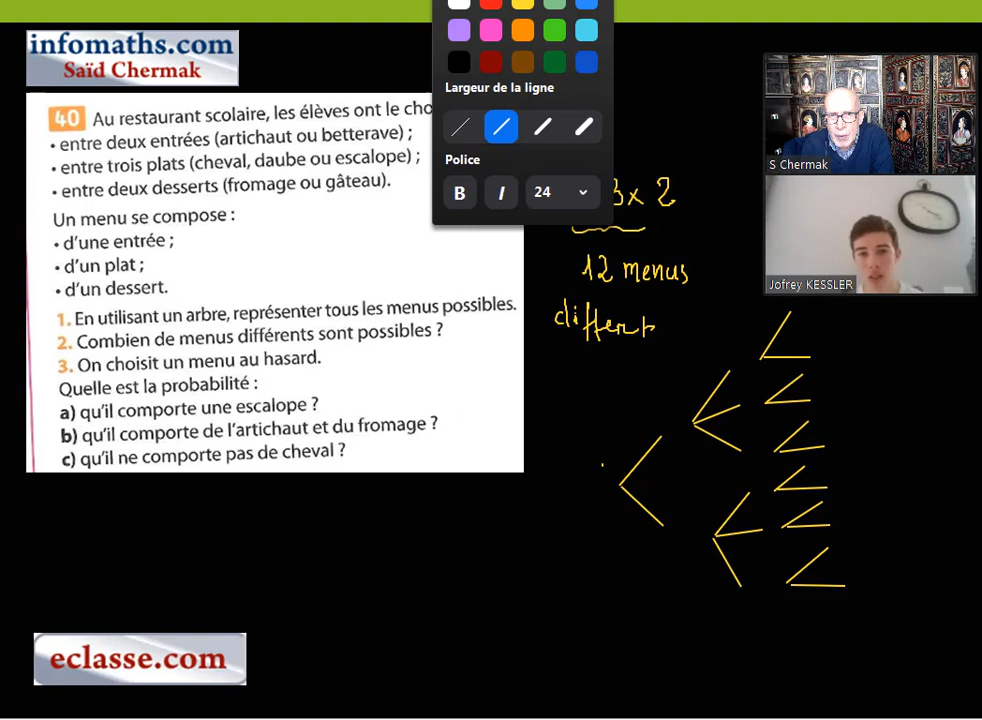 infomaths.com
Saïd Chermak
40 Au restaurant scolaire, les élèves ont le cho
• entre deux entrées (artichaut ou betterave) ;
• entre trois plats (cheval, daube ou escalope) ;
• entre deux desserts (fromage ou gâteau).
Un menu se compose :
• d'une entrée ;
• d'un plat ;
• d'un dessert.
1. En utilisant un arbre, représenter tous les menus possibles.
2. Combien de menus différents sont possibles ?
3. On choisit un menu au hasard.
Quelle est la probabilité :
a) qu'il comporte une escalope ?
b) qu'il comporte de l'artichaut et du fromage ?
c) qu'il ne comporte pas de cheval ?
Largeur de la ligne
Police
B I 24
3 x 2
12 menus
different
S Chermak
Jofrey KESSLER
eclasse.com